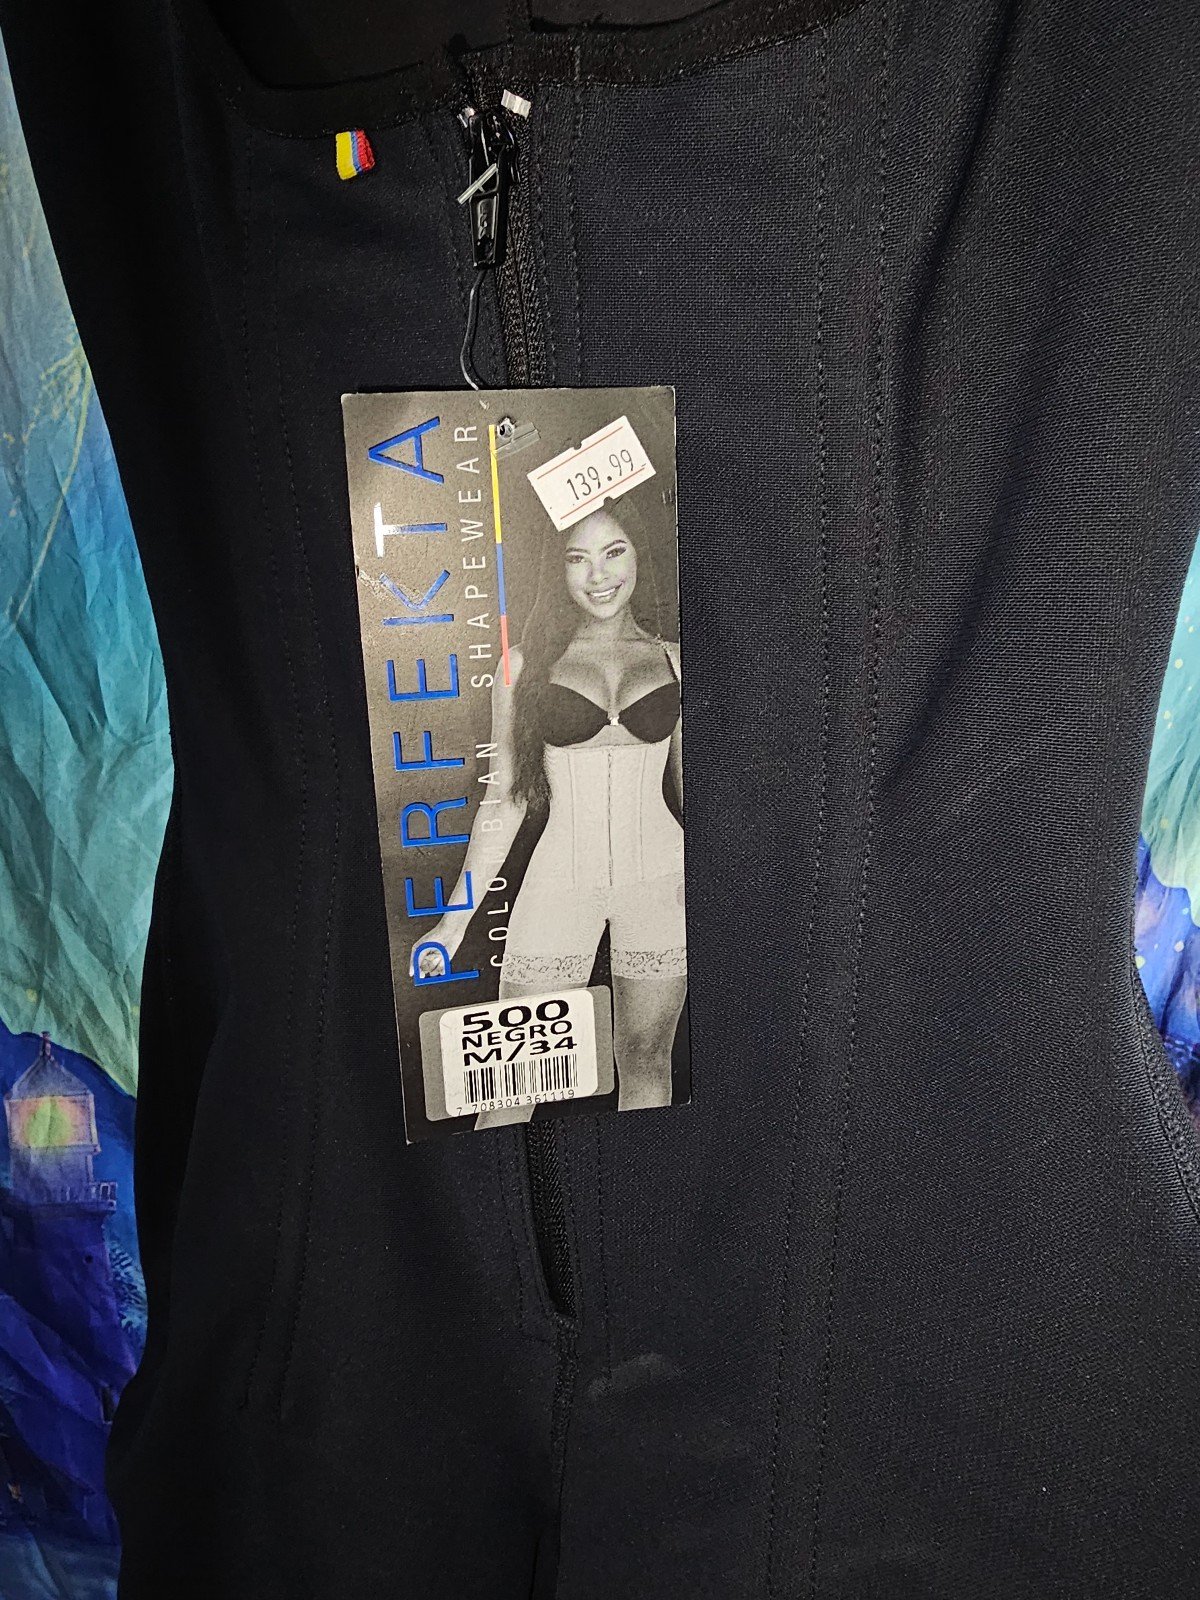 PERFEKTA
COLOMBIAN SHAPEWEAR
139.99
500
NEGRO
M/34
7 708304 361119